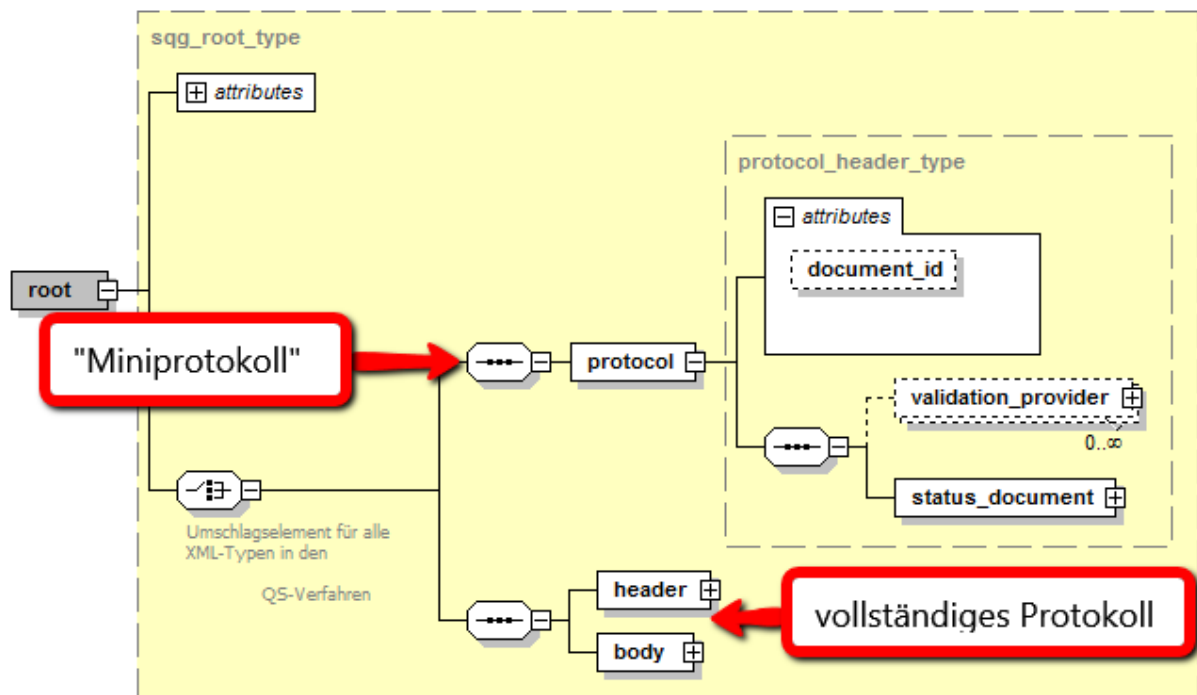 sqg_root_type
attributes
protocol_header_type
attributes
document_id
root
"Miniprotokoll"
protocol
validation_provider
0..∞
status_document
Umschlagselement für alle
XML-Typen in den
QS-Verfahren
header
vollständiges Protokoll
body